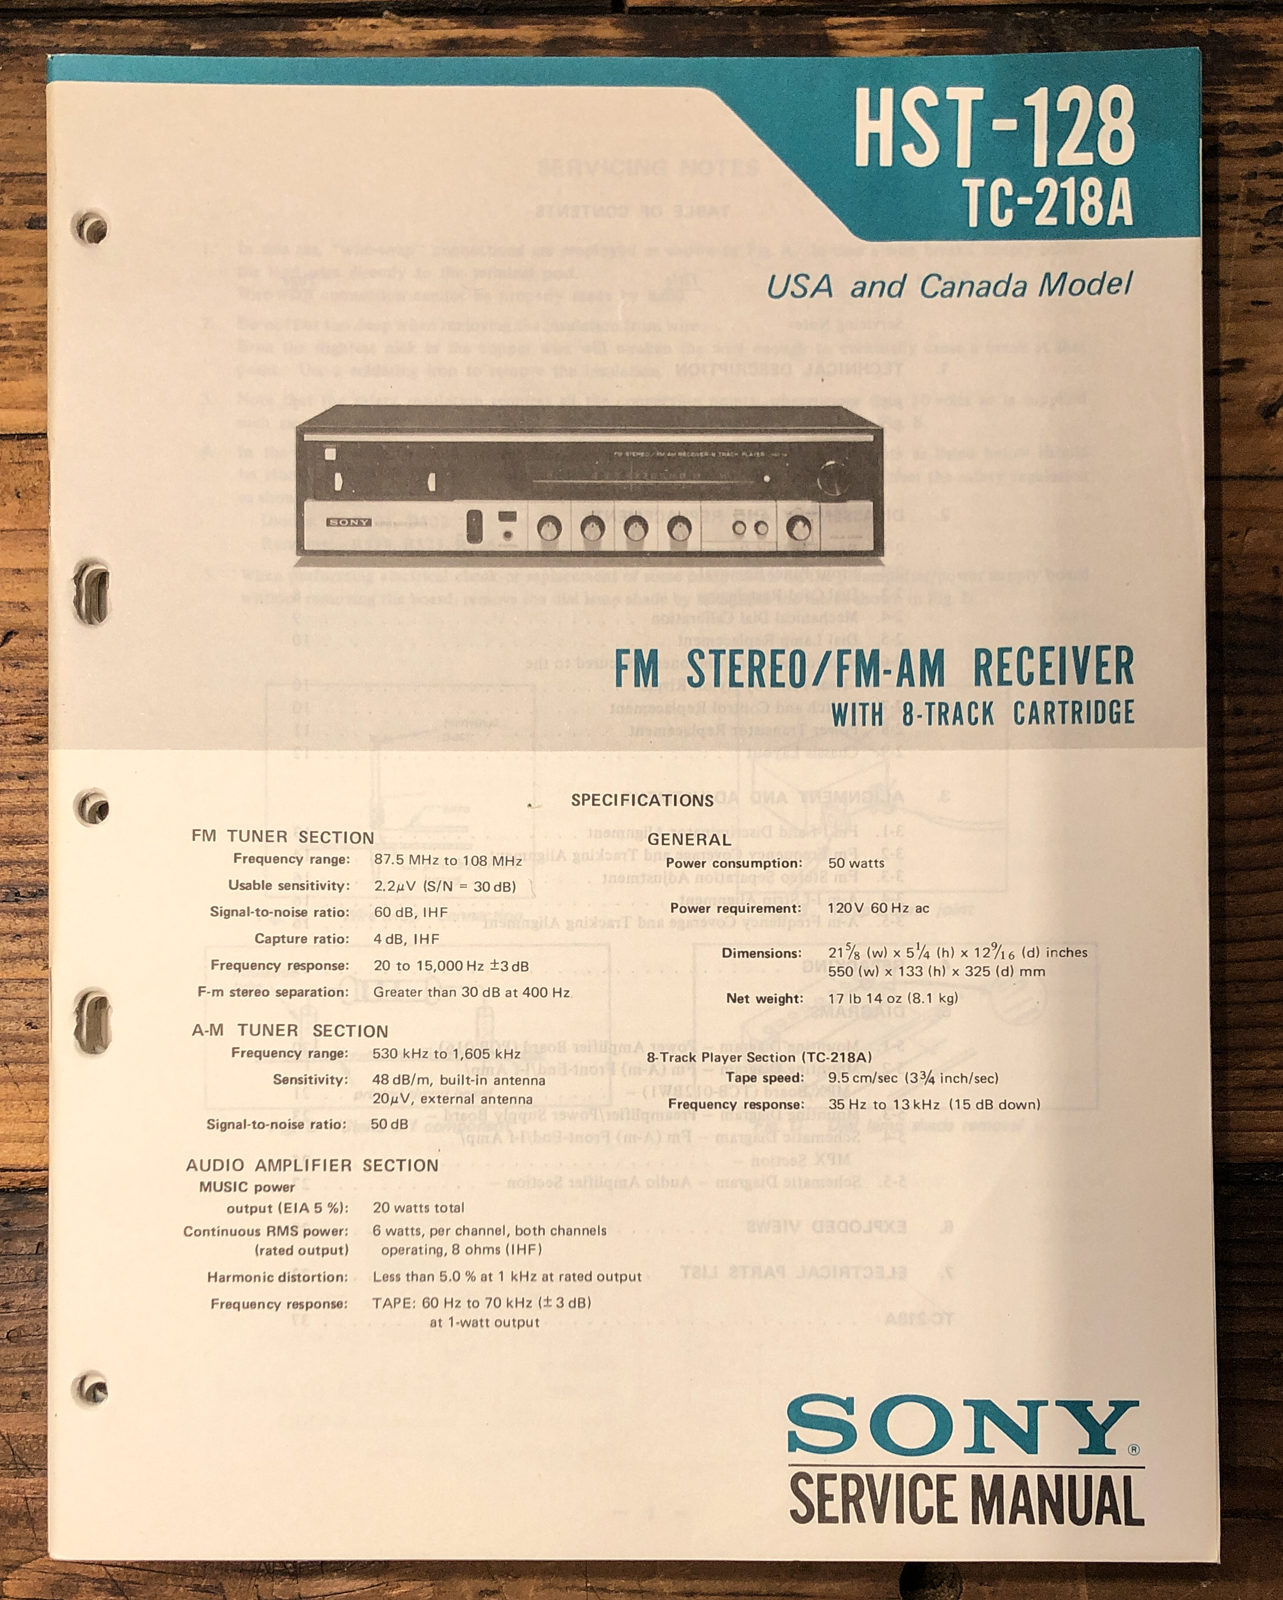 HST-128
TC-218A
USA and Canada Model
FM STEREO/FM-AM RECEIVER-8 TRACK PLAYER
SONY
FM STEREO/FM-AM RECEIVER
WITH 8-TRACK CARTRIDGE
SPECIFICATIONS
FM TUNER SECTION
Frequency range: 87.5 MHz to 108 MHz
Usable sensitivity: 2.2μV (S/N = 30 dB)
Signal-to-noise ratio: 60 dB, IHF
Capture ratio: 4 dB, IHF
Frequency response: 20 to 15,000 Hz ±3 dB
F-m stereo separation: Greater than 30 dB at 400 Hz
A-M TUNER SECTION
Frequency range: 530 kHz to 1,605 kHz
Sensitivity: 48 dB/m, built-in antenna
20μV, external antenna
Signal-to-noise ratio: 50 dB
AUDIO AMPLIFIER SECTION
MUSIC power
output (EIA 5 %): 20 watts total
Continuous RMS power: 6 watts, per channel, both channels
(rated output) operating, 8 ohms (IHF)
Harmonic distortion: Less than 5.0 % at 1 kHz at rated output
Frequency response: TAPE: 60 Hz to 70 kHz (±3 dB)
at 1-watt output
GENERAL
Power consumption: 50 watts
Power requirement: 120 V 60 Hz ac
Dimensions: 21 5/8 (w) x 5 1/4 (h) x 12 9/16 (d) inches
550 (w) x 133 (h) x 325 (d) mm
Net weight: 17 lb 14 oz (8.1 kg)
8-Track Player Section (TC-218A)
Tape speed: 9.5 cm/sec (3 3/4 inch/sec)
Frequency response: 35 Hz to 13 kHz (15 dB down)
SONY®
SERVICE MANUAL